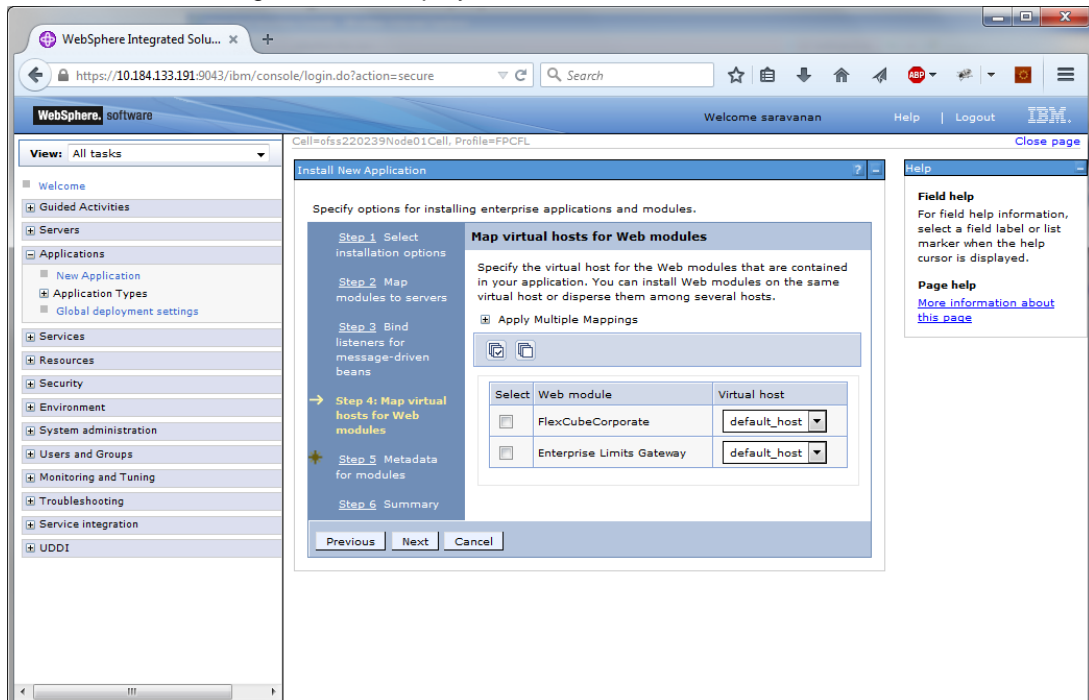 WebSphere Integrated Solu...
https://10.184.133.191:9043/ibm/console/login.do?action=secure
Search
ABP
WebSphere. software
Welcome saravanan
Help | Logout
IBM.
Cell=ofss220239Node01Cell, Profile=FPCFL
Close page
View: All tasks
Welcome
Guided Activities
Servers
Applications
New Application
Application Types
Global deployment settings
Services
Resources
Security
Environment
System administration
Users and Groups
Monitoring and Tuning
Troubleshooting
Service integration
UDDI
Install New Application
? -
Specify options for installing enterprise applications and modules.
Step 1 Select
installation options
Step 2 Map
modules to servers
Step 3 Bind
listeners for
message-driven
beans
Step 4: Map virtual
hosts for Web
modules
Step 5 Metadata
for modules
Step 6 Summary
Map virtual hosts for Web modules
Specify the virtual host for the Web modules that are contained
in your application. You can install Web modules on the same
virtual host or disperse them among several hosts.
Apply Multiple Mappings
Select Web module Virtual host
FlexCubeCorporate default_host
Enterprise Limits Gateway default_host
Previous Next Cancel
Help
Field help
For field help information,
select a field label or list
marker when the help
cursor is displayed.
Page help
More information about
this page